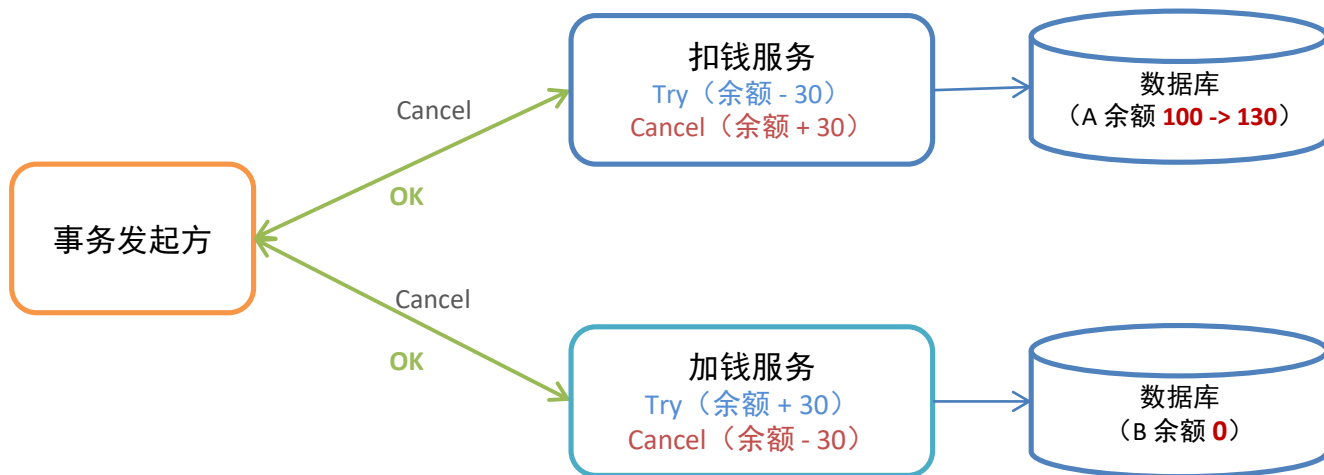 扣钱服务
Try（余额 - 30）
Cancel（余额 + 30）
数据库
（A 余额 100 -> 130）
Cancel
OK
事务发起方
Cancel
OK
加钱服务
Try（余额 + 30）
Cancel（余额 - 30）
数据库
（B 余额 0）